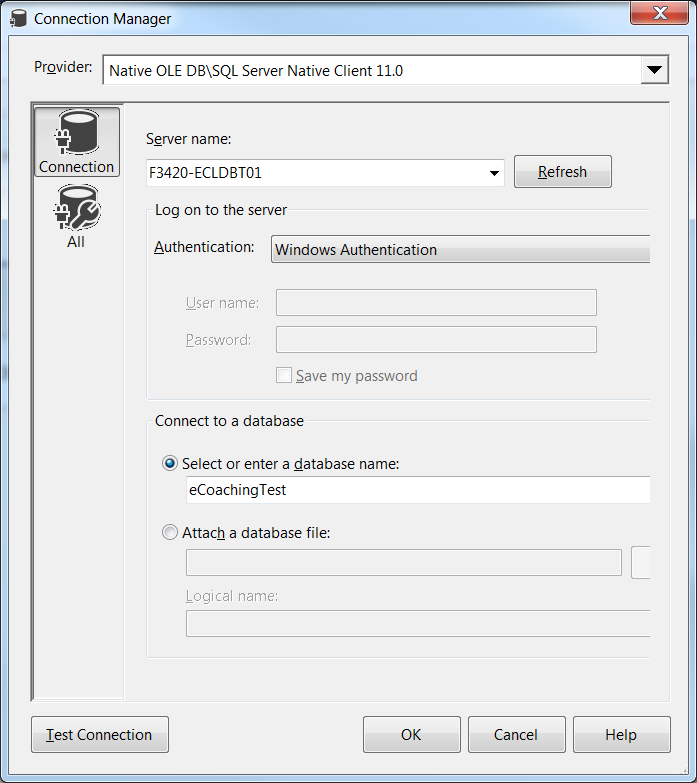 Connection Manager
Provider: Native OLE DB\SQL Server Native Client 11.0
Connection
All
Server name:
F3420-ECLDBT01 Refresh
Log on to the server
Authentication: Windows Authentication
User name:
Password:
Save my password
Connect to a database
Select or enter a database name:
eCoachingTest
Attach a database file:
Logical name:
Test Connection OK Cancel Help